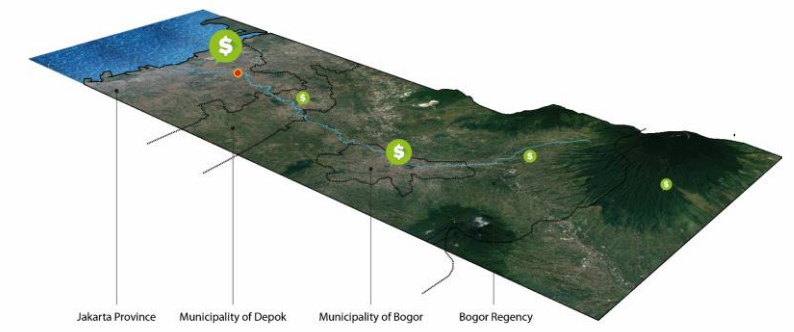 $
$
$
$
$
Jakarta Province
Municipality of Depok
Municipality of Bogor
Bogor Regency